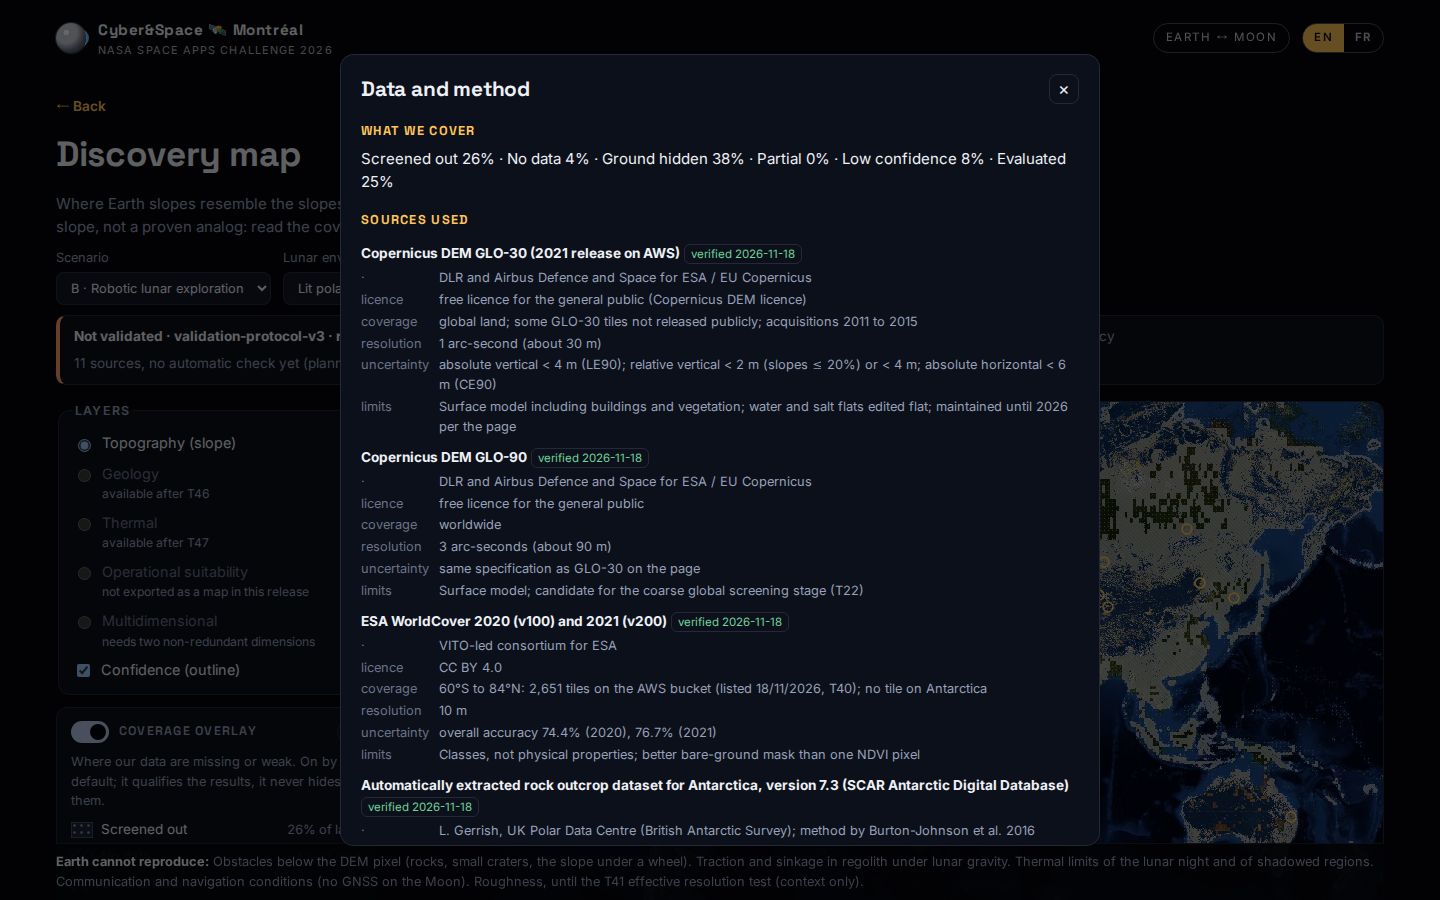 Cyber&Space 🛰️ Montréal
NASA SPACE APPS CHALLENGE 2026
EARTH ↔ MOON
EN FR
← Back
Discovery map
Where Earth slopes resemble the slopes
slope, not a proven analog: read the cov
Scenario
Lunar env
B · Robotic lunar exploration
Lit pola
Not validated · validation-protocol-v3 · r
cy
11 sources, no automatic check yet (plann
LAYERS
Topography (slope)
Geology
available after T46
Thermal
available after T47
Operational suitability
not exported as a map in this release
Multidimensional
needs two non-redundant dimensions
Confidence (outline)
COVERAGE OVERLAY
Where our data are missing or weak. On by
default; it qualifies the results, it never hides
them.
Screened out 26% of la
Data and method
×
WHAT WE COVER
Screened out 26% · No data 4% · Ground hidden 38% · Partial 0% · Low confidence 8% · Evaluated
25%
SOURCES USED
Copernicus DEM GLO-30 (2021 release on AWS) verified 2026-11-18
· DLR and Airbus Defence and Space for ESA / EU Copernicus
licence free licence for the general public (Copernicus DEM licence)
coverage global land; some GLO-30 tiles not released publicly; acquisitions 2011 to 2015
resolution 1 arc-second (about 30 m)
uncertainty absolute vertical < 4 m (LE90); relative vertical < 2 m (slopes ≤ 20%) or < 4 m; absolute horizontal < 6
m (CE90)
limits Surface model including buildings and vegetation; water and salt flats edited flat; maintained until 2026
per the page
Copernicus DEM GLO-90 verified 2026-11-18
· DLR and Airbus Defence and Space for ESA / EU Copernicus
licence free licence for the general public
coverage worldwide
resolution 3 arc-seconds (about 90 m)
uncertainty same specification as GLO-30 on the page
limits Surface model; candidate for the coarse global screening stage (T22)
ESA WorldCover 2020 (v100) and 2021 (v200) verified 2026-11-18
· VITO-led consortium for ESA
licence CC BY 4.0
coverage 60°S to 84°N: 2,651 tiles on the AWS bucket (listed 18/11/2026, T40); no tile on Antarctica
resolution 10 m
uncertainty overall accuracy 74.4% (2020), 76.7% (2021)
limits Classes, not physical properties; better bare-ground mask than one NDVI pixel
Automatically extracted rock outcrop dataset for Antarctica, version 7.3 (SCAR Antarctic Digital Database)
verified 2026-11-18
· L. Gerrish, UK Polar Data Centre (British Antarctic Survey); method by Burton-Johnson et al. 2016
Earth cannot reproduce: Obstacles below the DEM pixel (rocks, small craters, the slope under a wheel). Traction and sinkage in regolith under lunar gravity. Thermal limits of the lunar night and of shadowed regions.
Communication and navigation conditions (no GNSS on the Moon). Roughness, until the T41 effective resolution test (context only).